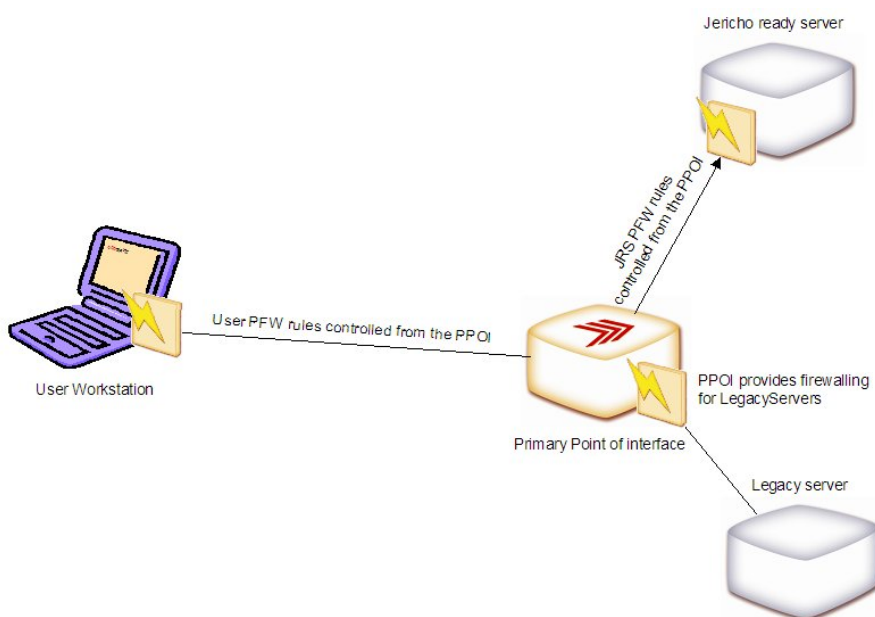 Jericho ready server
JRS PFW rules
controlled from the PPOI
User PFW rules controlled from the PPOI
User Workstation
PPOI provides firewalling
for LegacyServers
Primary Point of interface
Legacy server